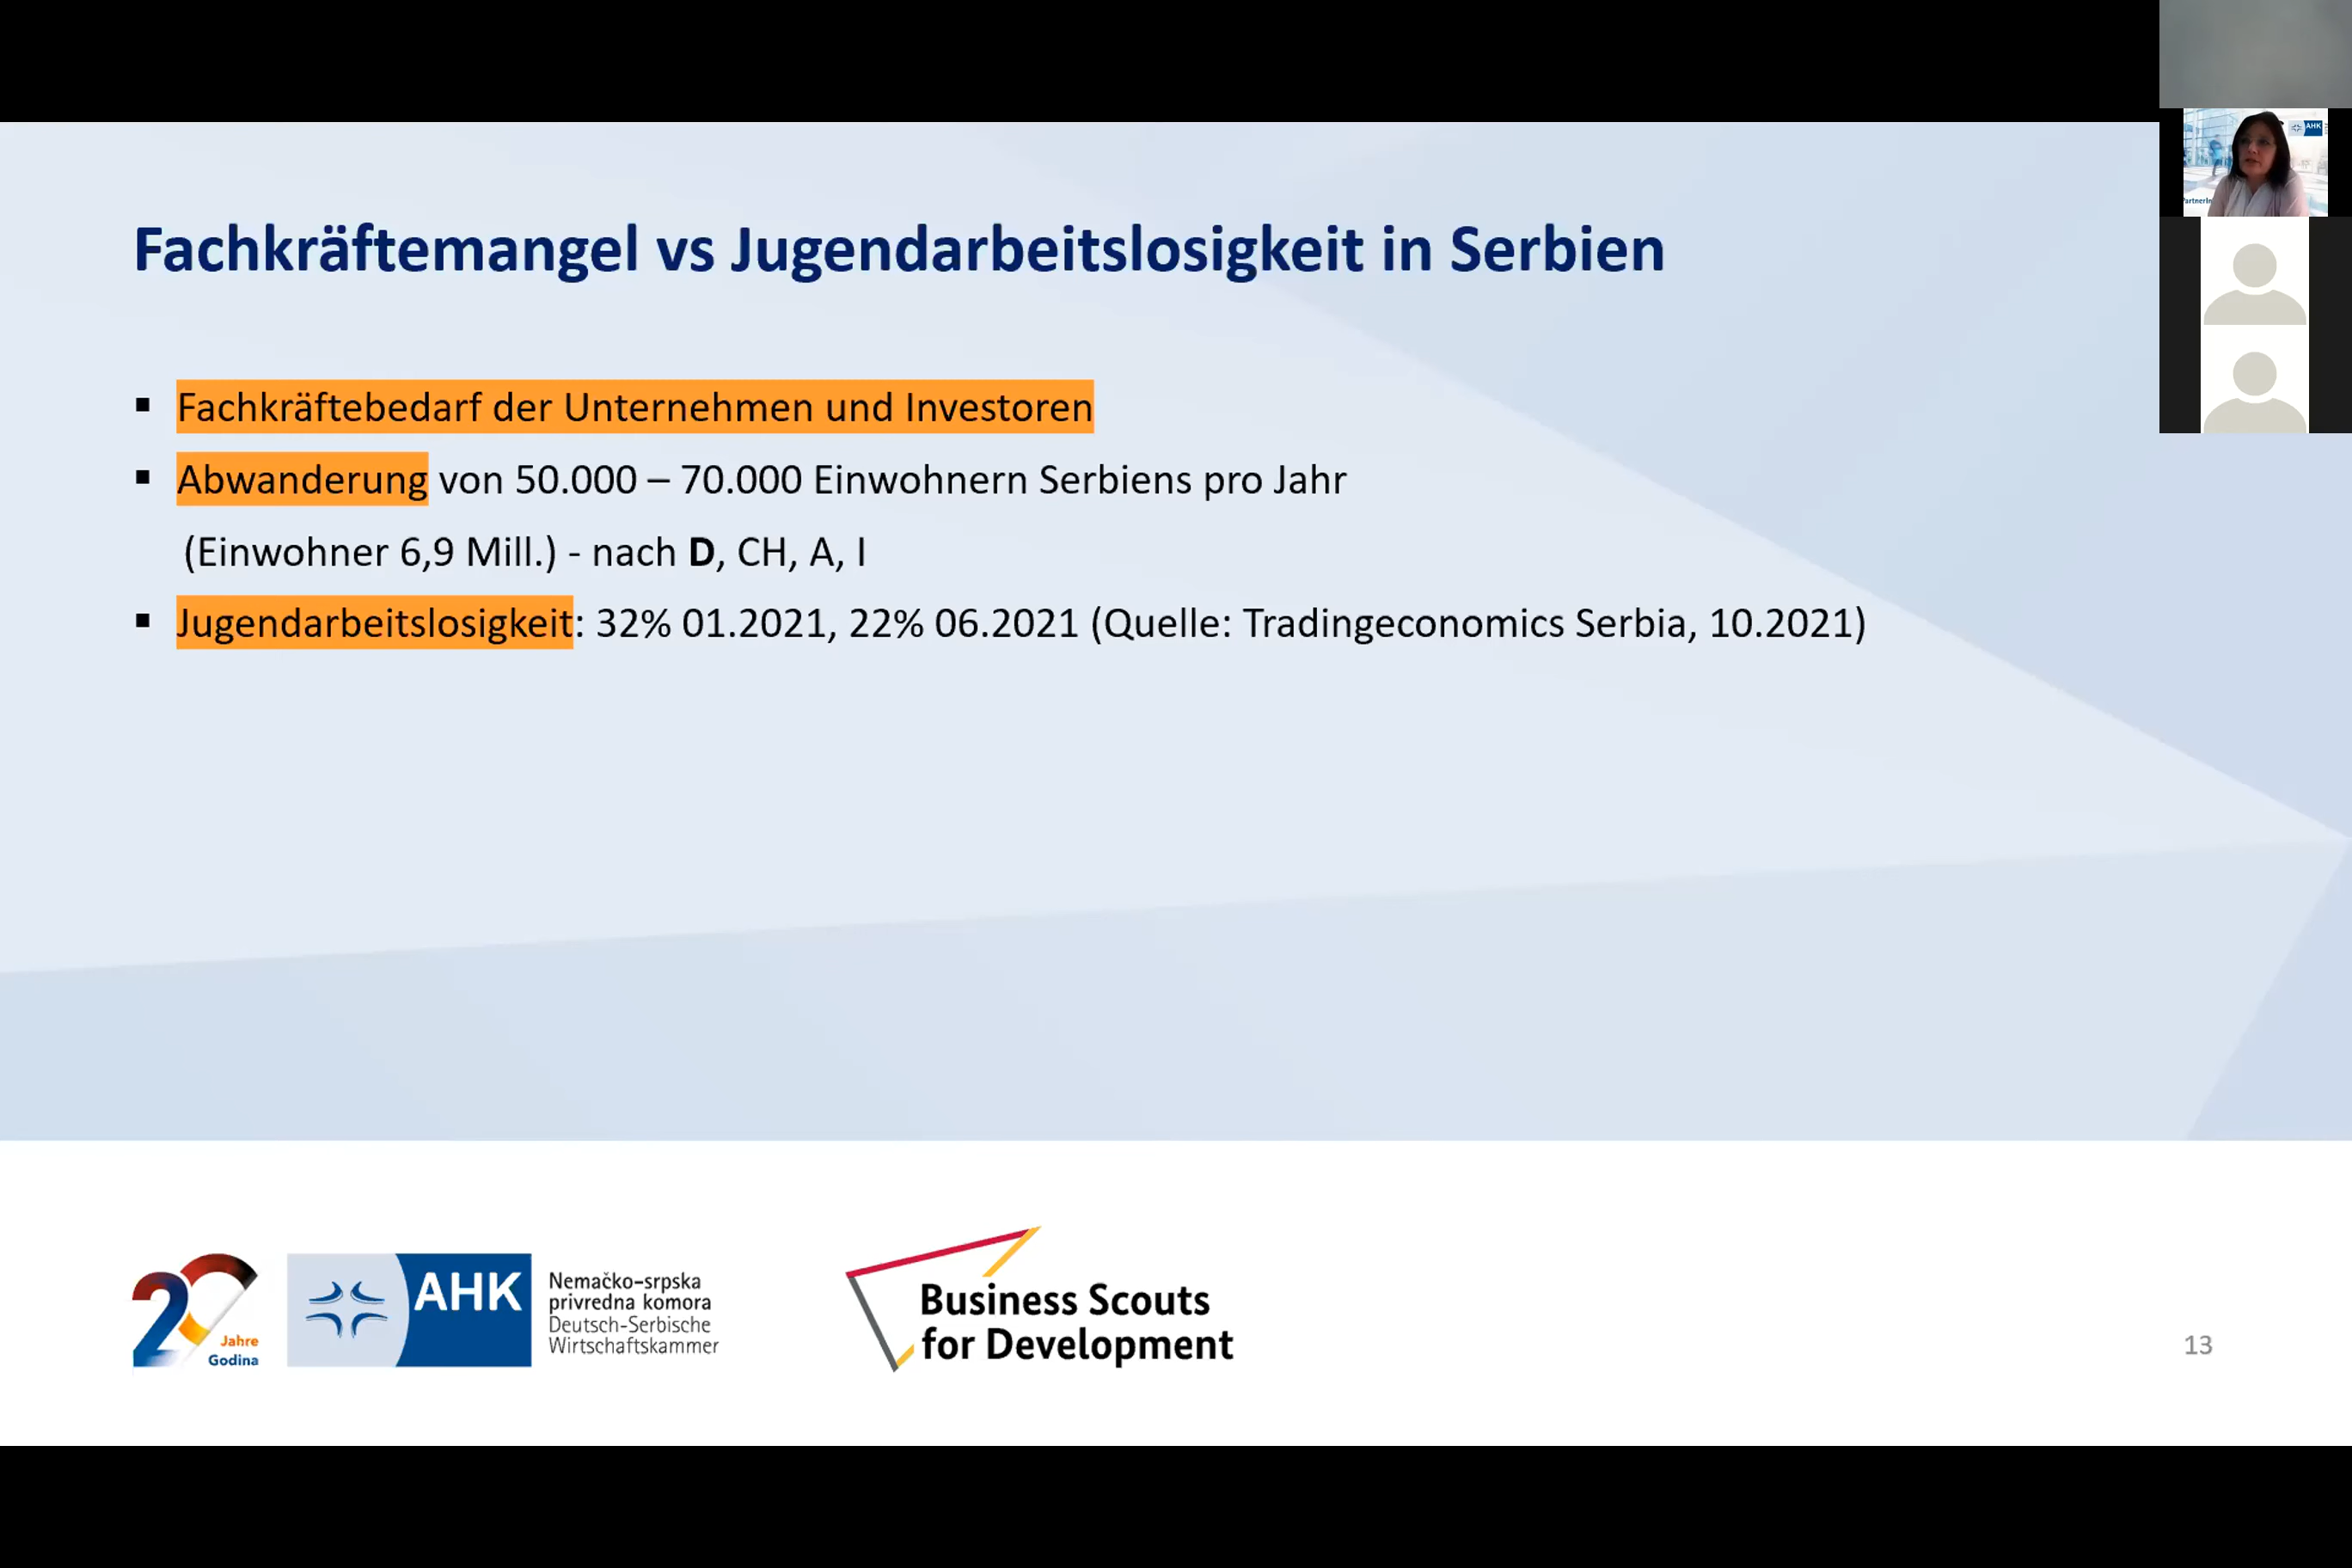 Fachkräftemangel vs Jugendarbeitslosigkeit in Serbien
▪ Fachkräftebedarf der Unternehmen und Investoren
▪ Abwanderung von 50.000 – 70.000 Einwohnern Serbiens pro Jahr
(Einwohner 6,9 Mill.) - nach D, CH, A, I
▪ Jugendarbeitslosigkeit: 32% 01.2021, 22% 06.2021 (Quelle: Tradingeconomics Serbia, 10.2021)
AHK
20
Jahre
Godina
AHK
Nemačko-srpska
privredna komora
Deutsch-Serbische
Wirtschaftskammer
Business Scouts
for Development
13